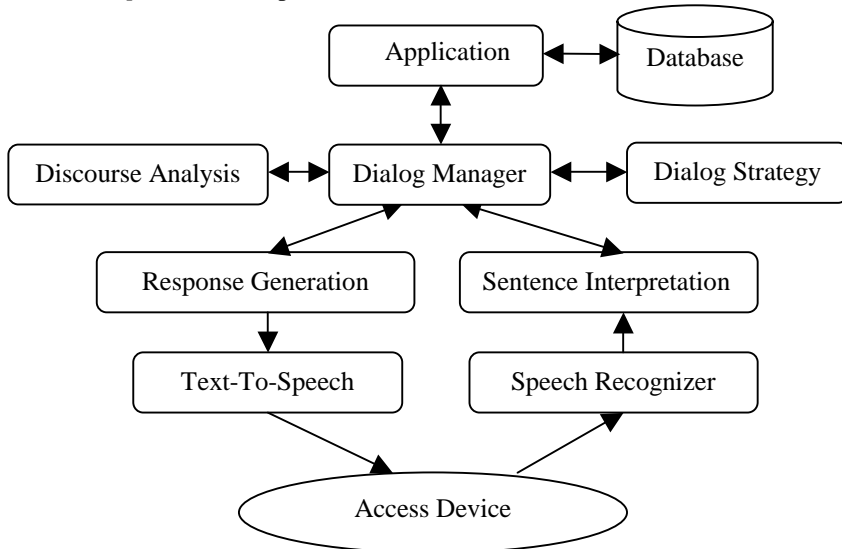 Application
Database
Discourse Analysis
Dialog Manager
Dialog Strategy
Response Generation
Sentence Interpretation
Text-To-Speech
Speech Recognizer
Access Device